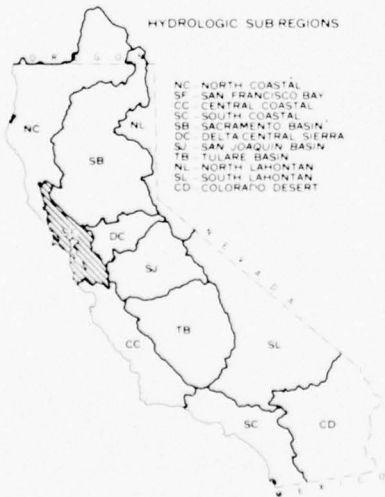 HYDROLOGIC SUB REGIONS
OREGON
NC - NORTH COASTAL
SF - SAN FRANCISCO BAY
CC - CENTRAL COASTAL
SC - SOUTH COASTAL
SB - SACRAMENTO BASIN
DC - DELTA CENTRAL SIERRA
SJ - SAN JOAQUIN BASIN
TB - TULARE BASIN
NL - NORTH LAHONTAN
SL - SOUTH LAHONTAN
CD - COLORADO DESERT
NC
NL
SB
DC
NEVADA
SJ
CC
TB
SL
SC
CD
MEXICO